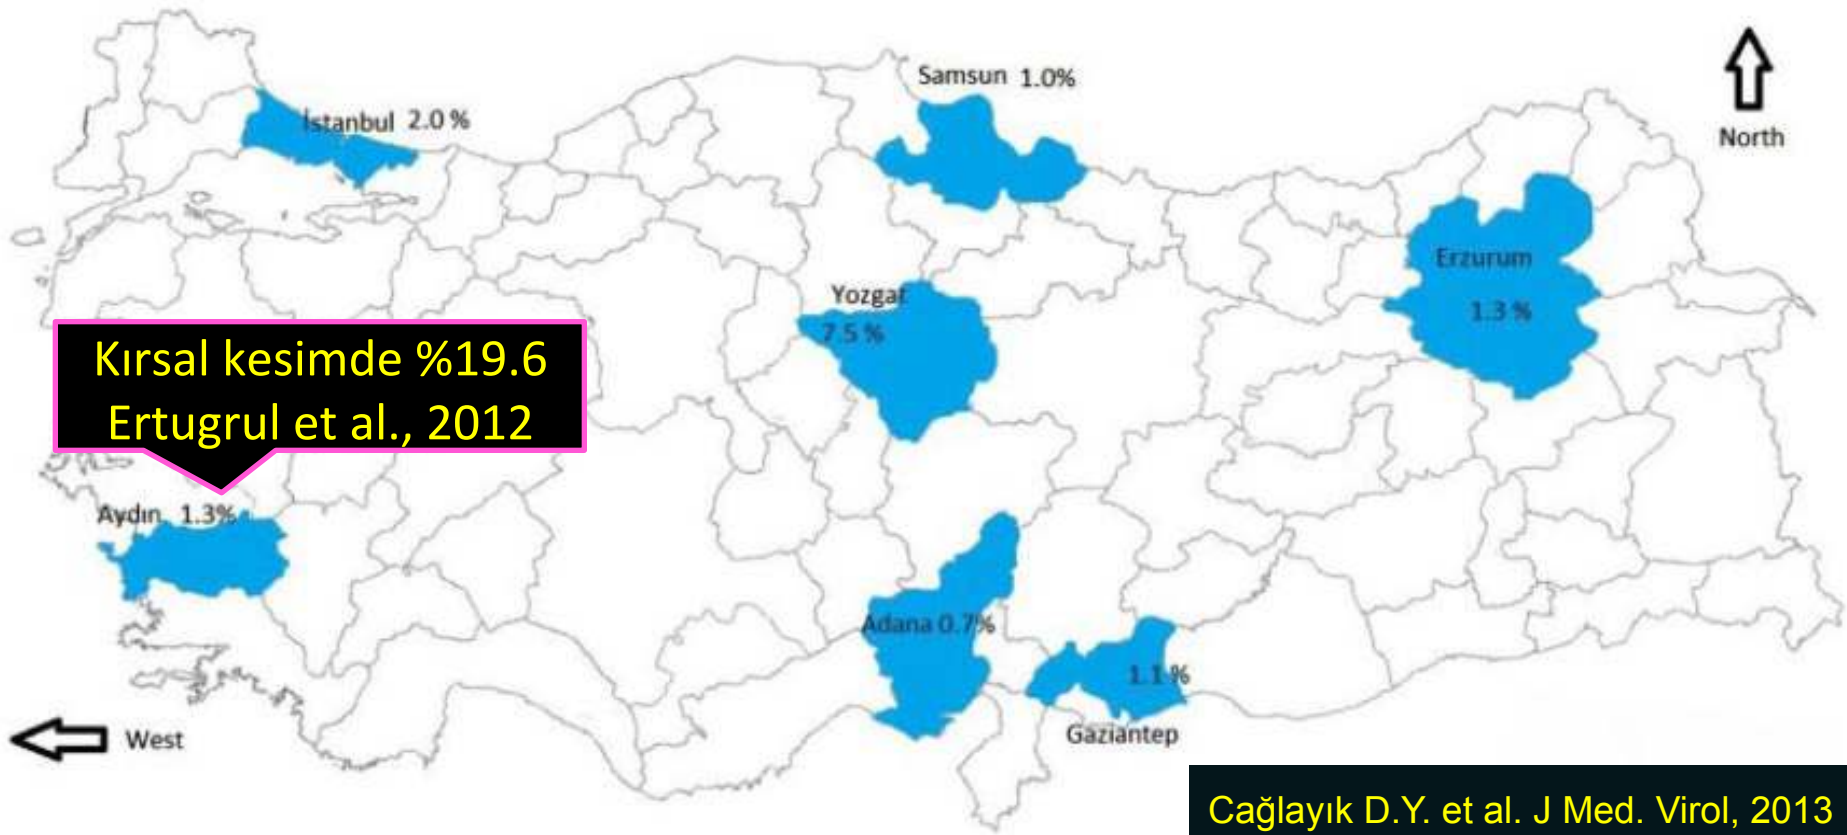 Samsun 1.0%
North
İstanbul 2.0 %
Erzurum
1.3 %
Yozgat
7.5 %
Kırsal kesimde %19.6
Ertugrul et al., 2012
Aydın 1.3%
Adana 0.7%
1.1 %
Gaziantep
West
Cağlayık D.Y. et al. J Med. Virol, 2013